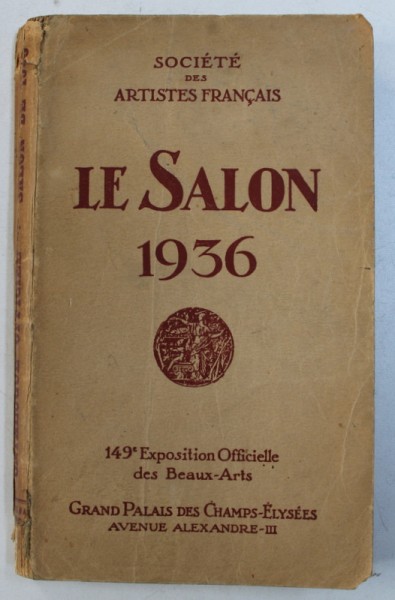 SOCIÉTÉ
DES
ARTISTES FRANÇAIS
LE SALON
1936
149e Exposition Officielle
des Beaux-Arts
GRAND PALAIS DES CHAMPS-ÉLYSÉES
AVENUE ALEXANDRE-III